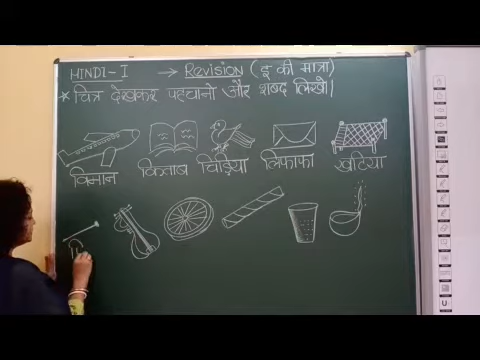 HINDI-I → Revision (इ की मात्रा)
★ चित्र देखकर पहचानो और शब्द लिखो।
विमान किताब चिड़िया लिफाफा खटिया